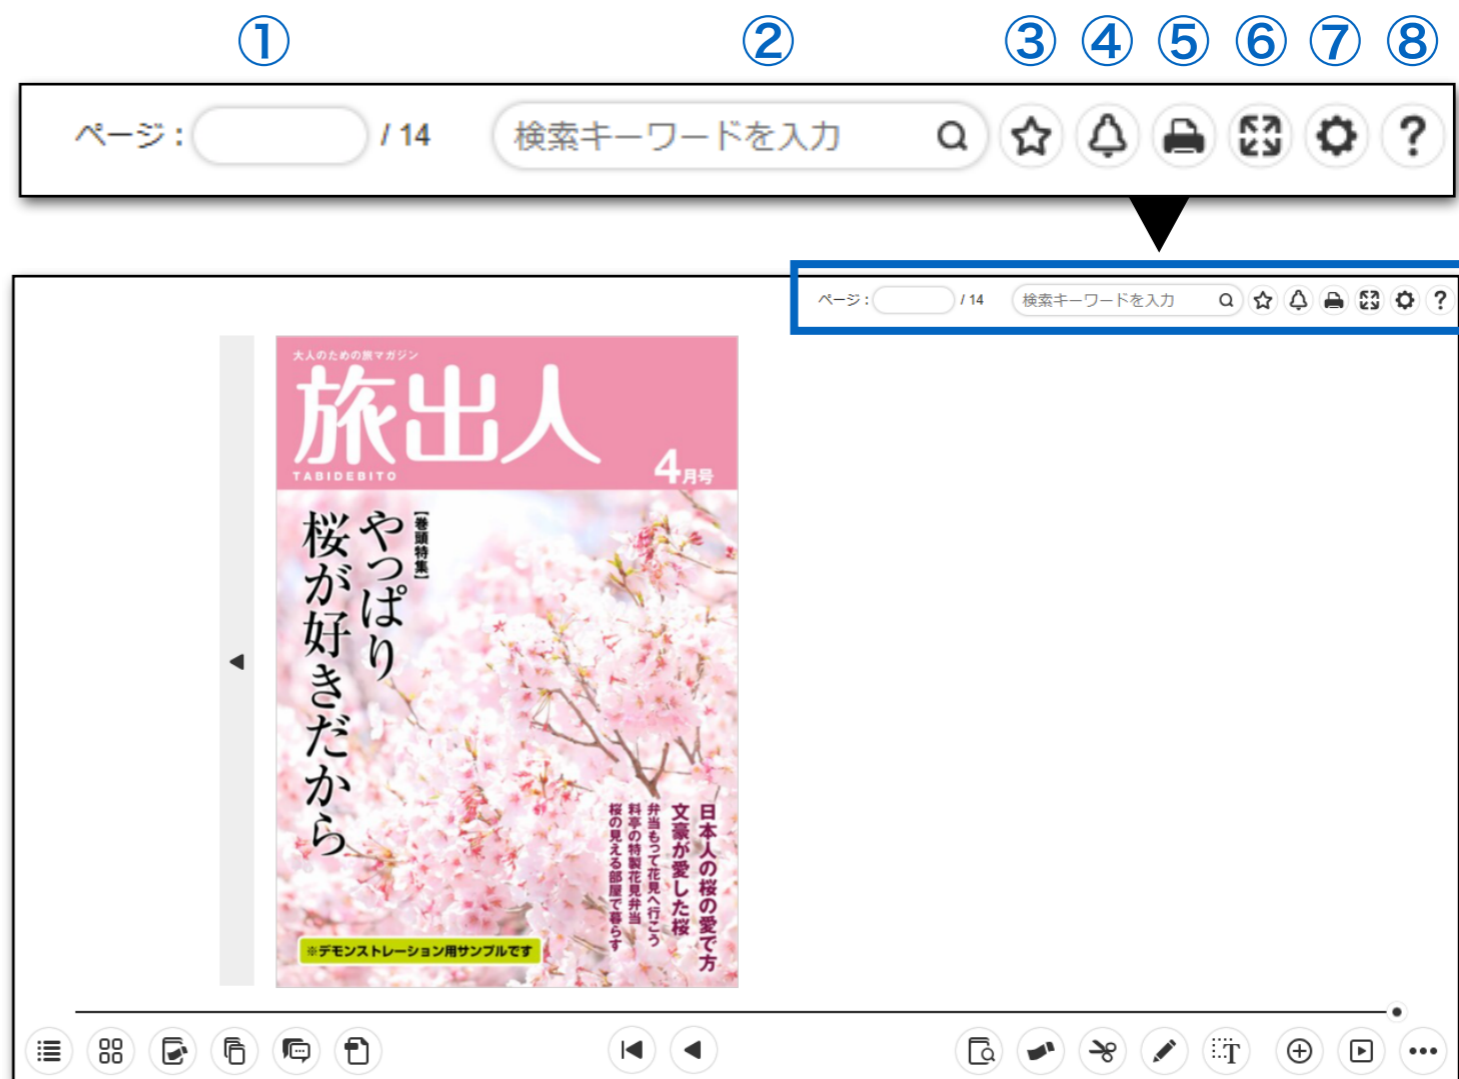 ① ② ③ ④ ⑤ ⑥ ⑦ ⑧
ページ : / 14 検索キーワードを入力 ?
ページ : / 14 検索キーワードを入力 ?
大人のための旅マガジン
旅出人
TABIDEBITO
4月号
【巻頭特集】
やっぱり
桜が好きだから
日本人の桜の愛で方
文豪が愛した桜
弁当もって花見へ行こう
料亭の特製花見弁当
桜の見える部屋で暮らす
※デモンストレーション用サンプルです
T